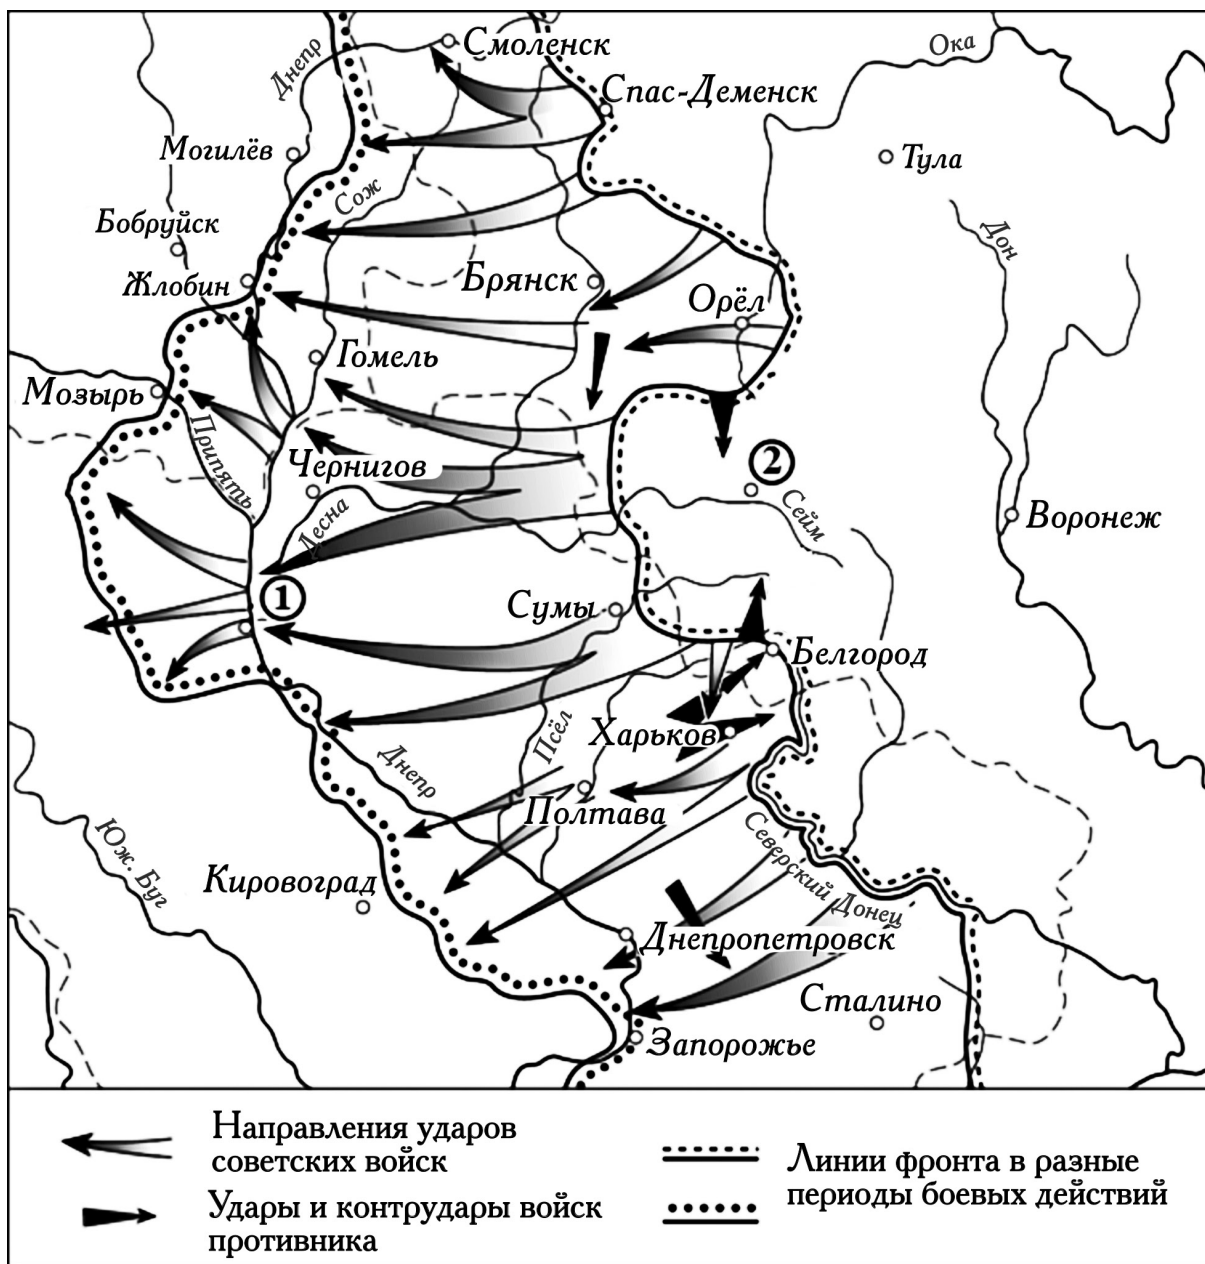 Смоленск
Ока
Днепр
Спас-Деменск
Могилёв
Тула
Сож
Бобруйск
Дон
Жлобин
Брянск
Орёл
Гомель
Мозырь
Припять
Чернигов
2
Десна
Сейм
Воронеж
1
Сумы
Белгород
Псёл
Харьков
Днепр
Полтава
Юж. Буг
Северский Донец
Кировоград
Днепропетровск
Сталино
Запорожье
Направления ударов
советских войск
Удары и контрудары войск
противника
Линии фронта в разные
периоды боевых действий